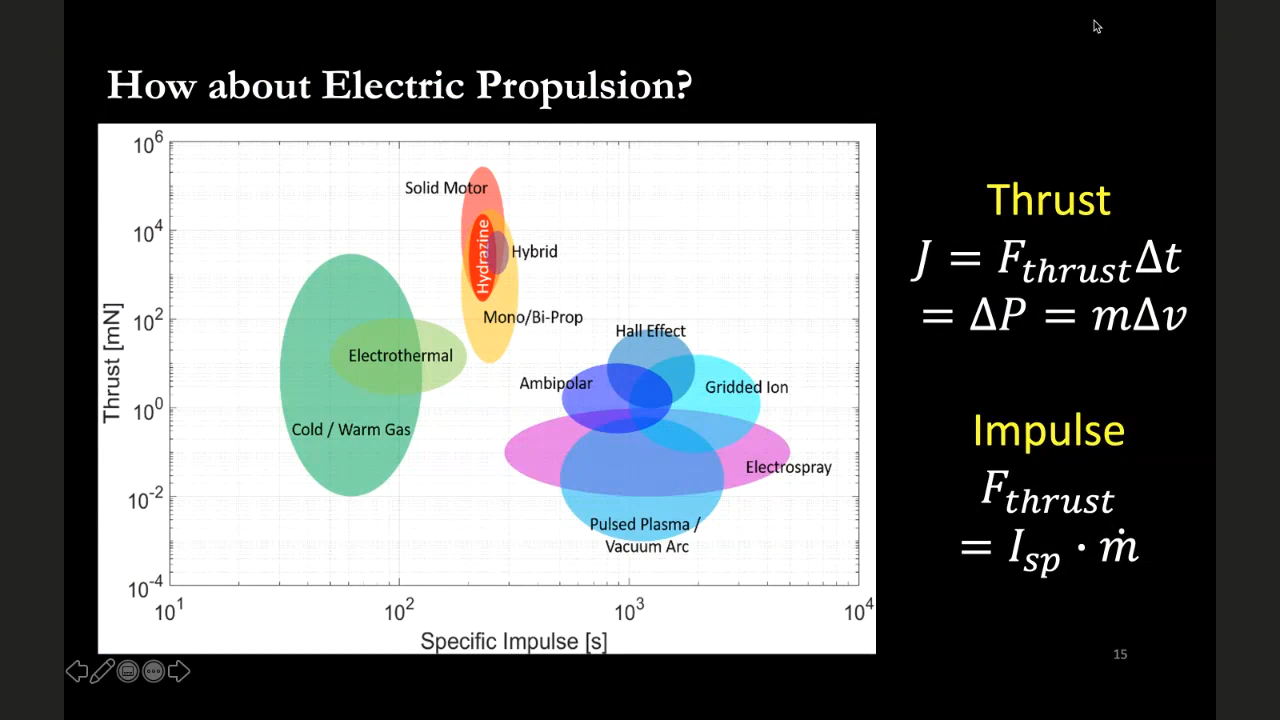 How about Electric Propulsion?
Thrust [mN]
10^6
10^4
10^2
10^0
10^-2
10^-4
Solid Motor
Hydrazine
Hybrid
Mono/Bi-Prop
Electrothermal
Cold / Warm Gas
Hall Effect
Ambipolar
Gridded Ion
Electrospray
Pulsed Plasma /
Vacuum Arc
10^1 10^2 10^3 10^4
Specific Impulse [s]
Thrust
J = F_thrust Δt
= ΔP = mΔv
Impulse
F_thrust
= I_sp · ṁ
15